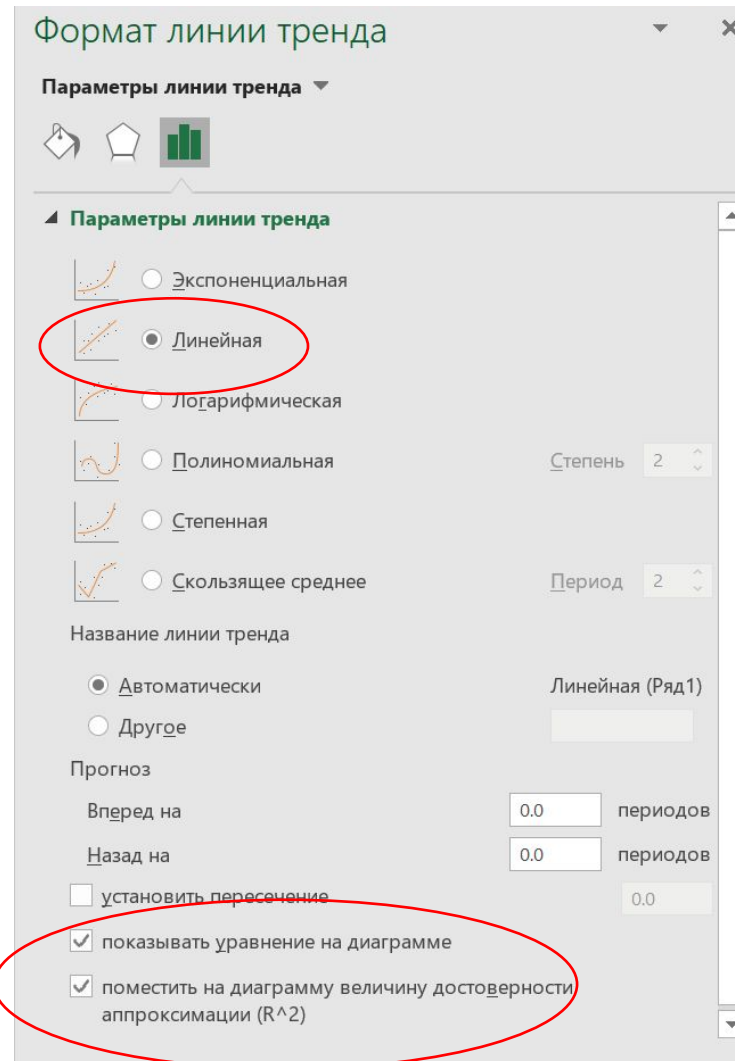 Формат линии тренда
Параметры линии тренда
Параметры линии тренда
Экспоненциальная
Линейная
Логарифмическая
Полиномиальная Степень 2
Степенная
Скользящее среднее Период 2
Название линии тренда
Автоматически Линейная (Ряд1)
Другое
Прогноз
Вперед на 0.0 периодов
Назад на 0.0 периодов
установить пересечение 0.0
показывать уравнение на диаграмме
поместить на диаграмму величину достоверности
аппроксимации (R^2)